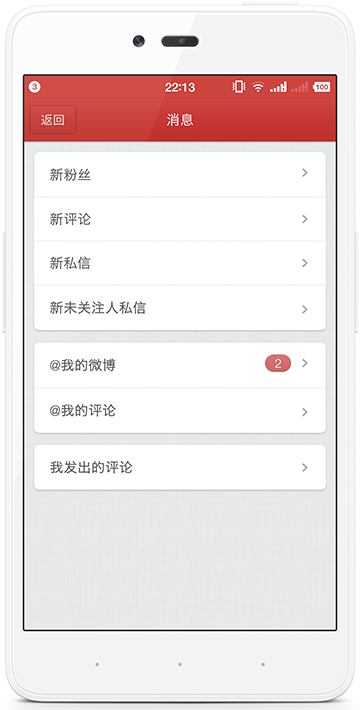 3 22:13 100
返回 消息
新粉丝
新评论
新私信
新未关注人私信
@我的微博 2
@我的评论
我发出的评论